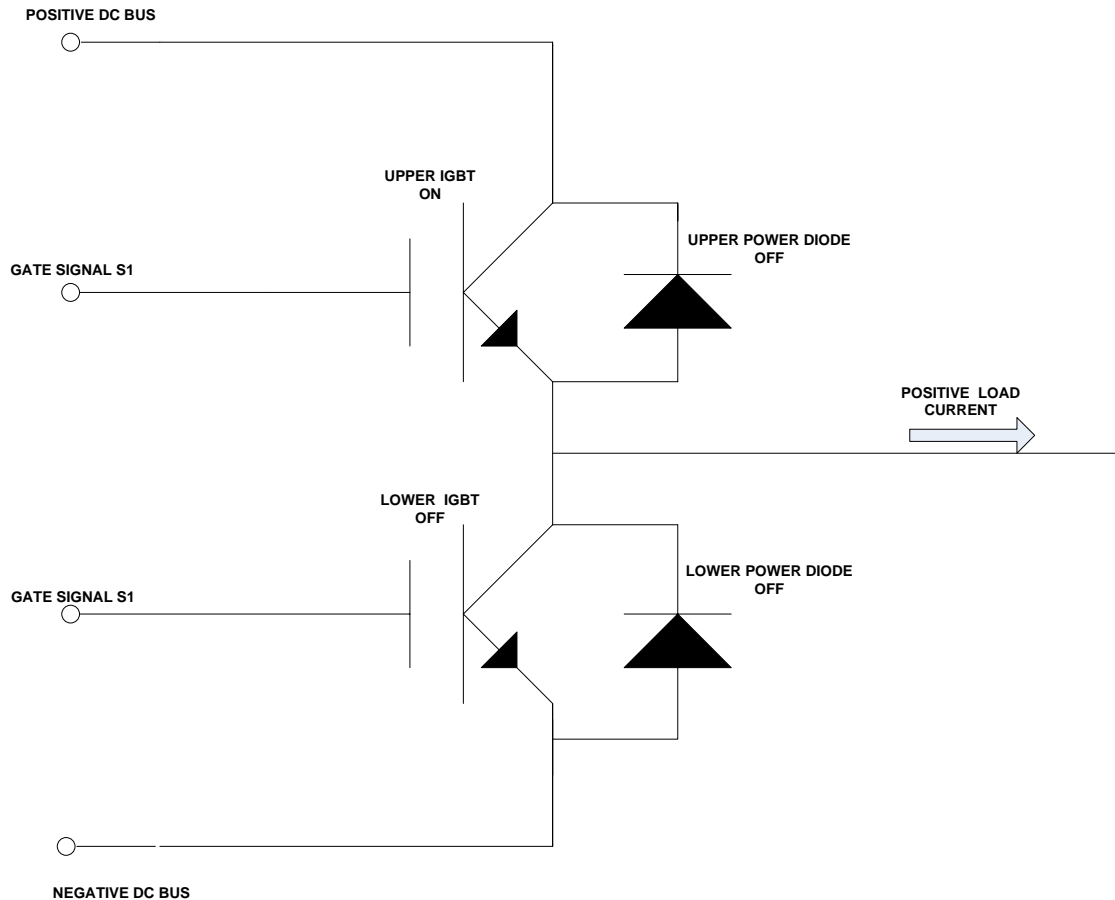 POSITIVE DC BUS
UPPER IGBT
ON
UPPER POWER DIODE
OFF
GATE SIGNAL S1
POSITIVE LOAD
CURRENT
LOWER IGBT
OFF
LOWER POWER DIODE
OFF
GATE SIGNAL S1
NEGATIVE DC BUS